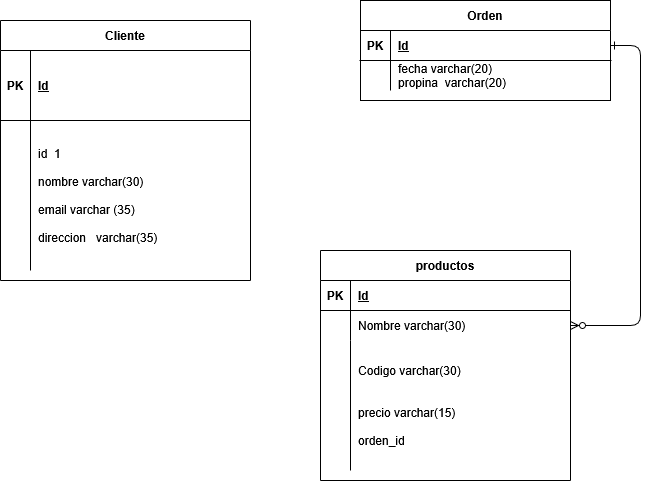 Cliente
PK Id
id 1
nombre varchar(30)
email varchar (35)
direccion varchar(35)
Orden
PK Id
fecha varchar(20)
propina varchar(20)
productos
PK Id
Nombre varchar(30)
Codigo varchar(30)
precio varchar(15)
orden_id